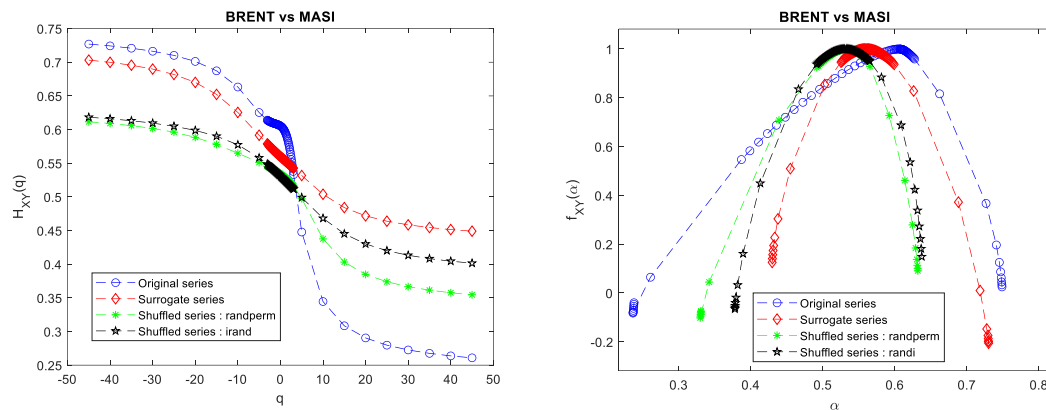 BRENT vs MASI
0.75
0.7
0.65
0.6
0.55
0.5
0.45
0.4
0.35
0.3
0.25
H_XY(q)
Original series
Surrogate series
Shuffled series : randperm
Shuffled series : irand
-50 -40 -30 -20 -10 0 10 20 30 40 50
q
BRENT vs MASI
1
0.8
0.6
0.4
0.2
0
-0.2
f_XY(α)
Original series
Surrogate series
Shuffled series : randperm
Shuffled series : randi
0.3 0.4 0.5 0.6 0.7 0.8
α